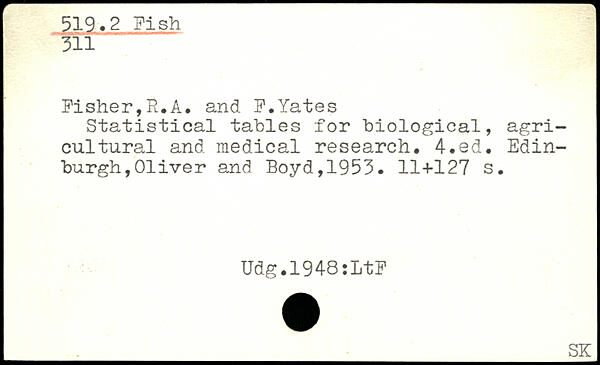 519.2 Fish
311
Fisher,R.A. and F.Yates
Statistical tables for biological, agri-
cultural and medical research. 4.ed. Edin-
burgh,Oliver and Boyd,1953. 11+127 s.
Udg.1948:LtF
SK